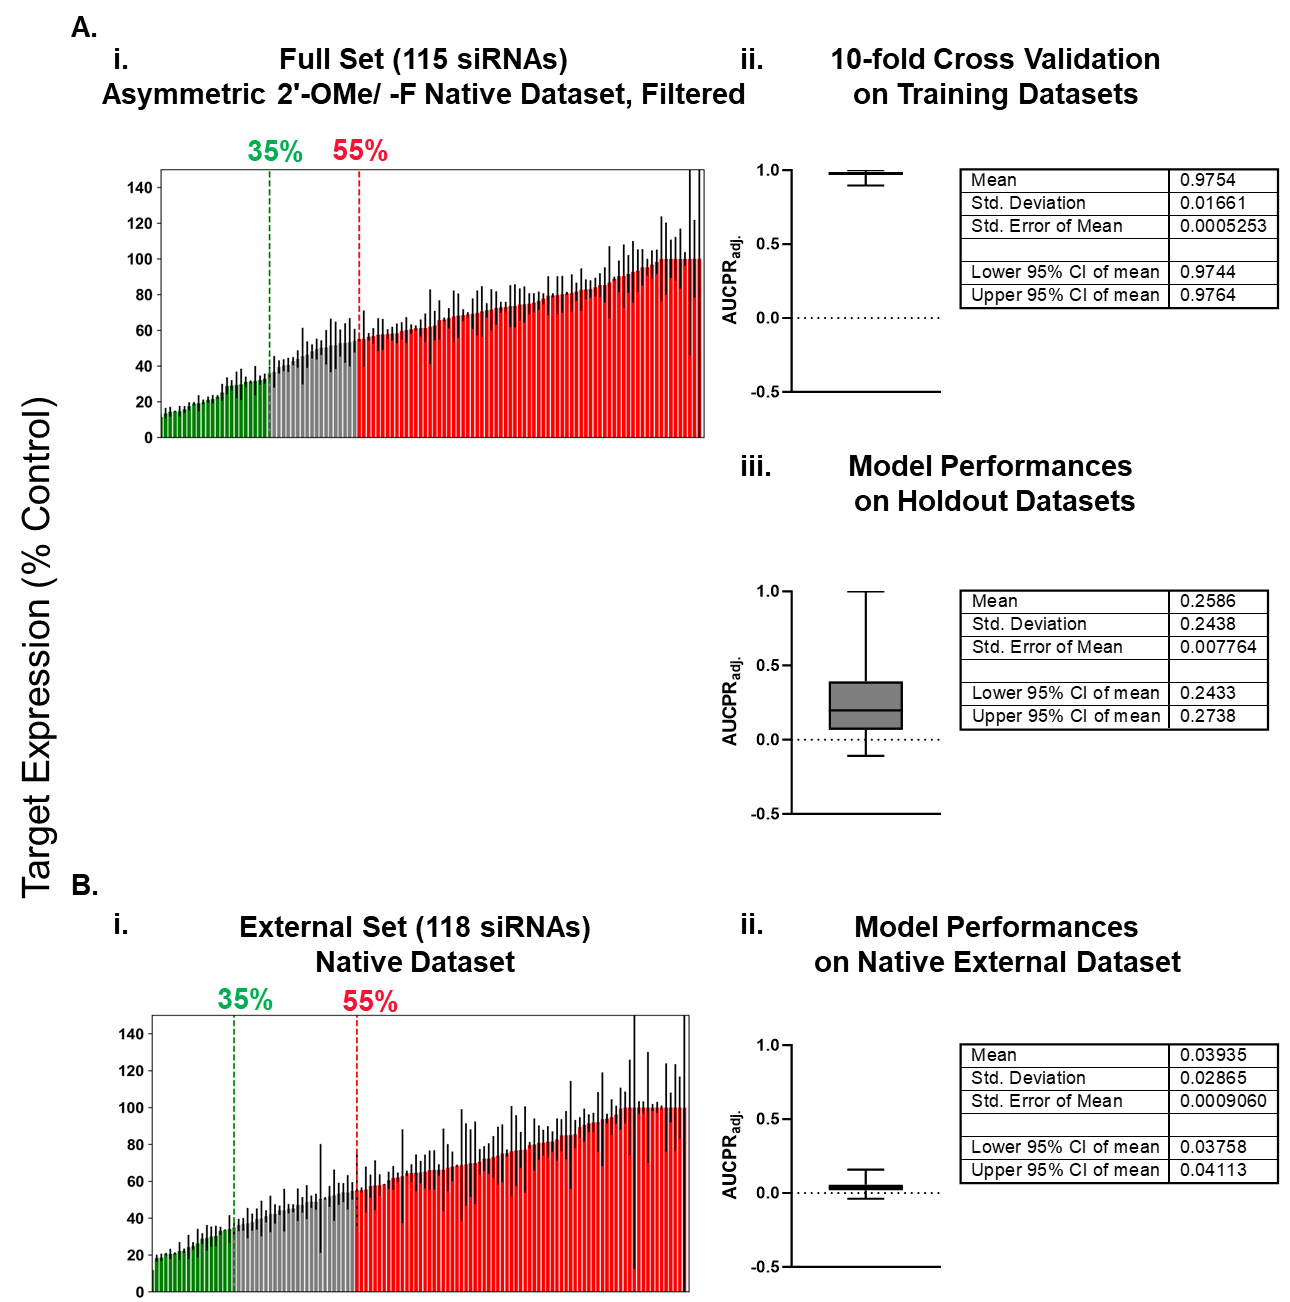 A.
i.
Full Set (115 siRNAs)
Asymmetric 2'-OMe/ -F Native Dataset, Filtered
35%
55%
140
120
100
80
60
40
20
0
ii.
10-fold Cross Validation
on Training Datasets
AUCPRadj.
1.0
0.5
0.0
-0.5
Mean 0.9754
Std. Deviation 0.01661
Std. Error of Mean 0.0005253
Lower 95% CI of mean 0.9744
Upper 95% CI of mean 0.9764
iii.
Model Performances
on Holdout Datasets
AUCPRadj.
1.0
0.5
0.0
-0.5
Mean 0.2586
Std. Deviation 0.2438
Std. Error of Mean 0.007764
Lower 95% CI of mean 0.2433
Upper 95% CI of mean 0.2738
Target Expression (% Control)
B.
i.
External Set (118 siRNAs)
Native Dataset
35%
55%
140
120
100
80
60
40
20
0
ii.
Model Performances
on Native External Dataset
AUCPRadj.
1.0
0.5
0.0
-0.5
Mean 0.03935
Std. Deviation 0.02865
Std. Error of Mean 0.0009060
Lower 95% CI of mean 0.03758
Upper 95% CI of mean 0.04113